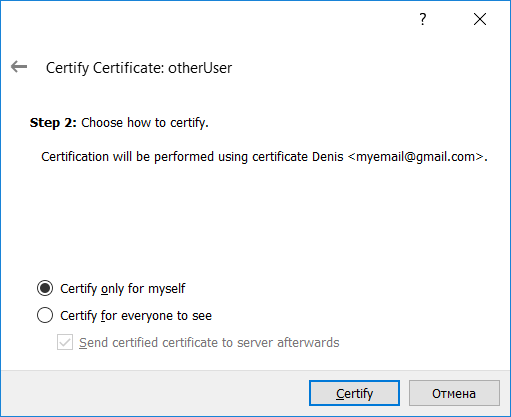 ?
Certify Certificate: otherUser
Step 2: Choose how to certify.
Certification will be performed using certificate Denis <myemail@gmail.com>.
Certify only for myself
Certify for everyone to see
Send certified certificate to server afterwards
Certify Отмена